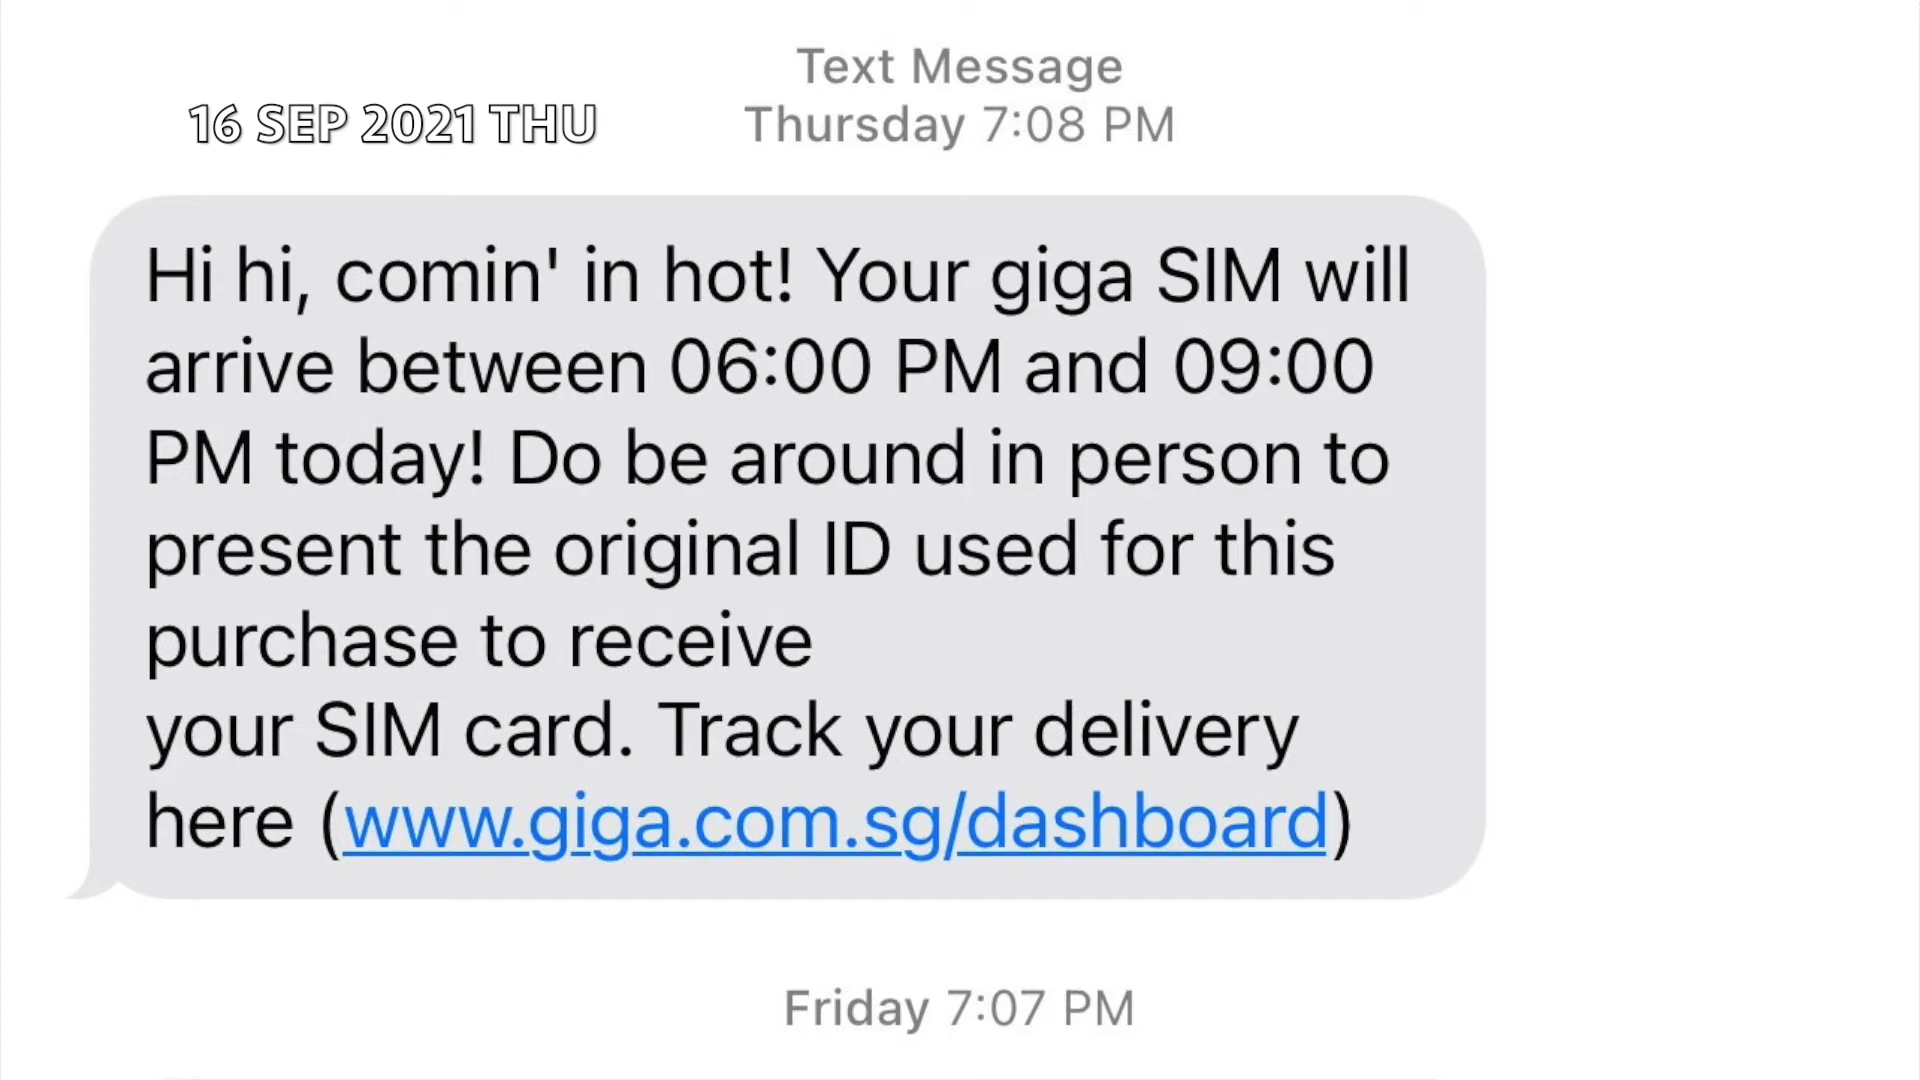 Text Message
16 SEP 2021 THU Thursday 7:08 PM
Hi hi, comin' in hot! Your giga SIM will
arrive between 06:00 PM and 09:00
PM today! Do be around in person to
present the original ID used for this
purchase to receive
your SIM card. Track your delivery
here (www.giga.com.sg/dashboard)
Friday 7:07 PM